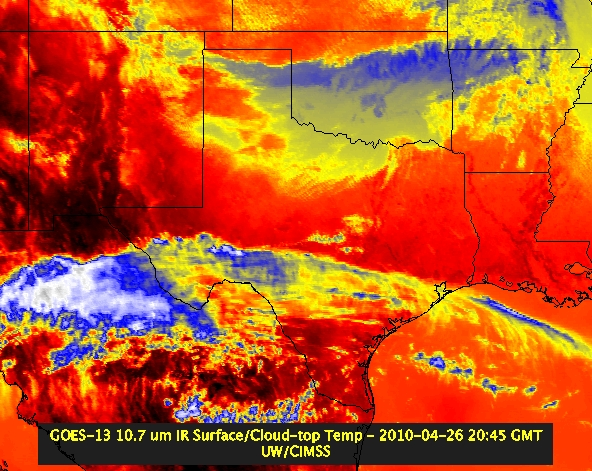 GOES-13 10.7 um IR Surface/Cloud-top Temp - 2010-04-26 20:45 GMT
UW/CIMSS